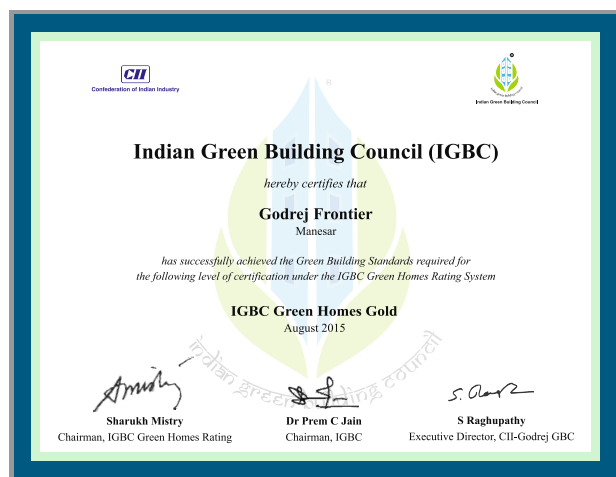 CII
Confederation of Indian Industry
Indian Green Building Council
Indian Green Building Council (IGBC)
hereby certifies that
Godrej Frontier
Manesar
has successfully achieved the Green Building Standards required for
the following level of certification under the IGBC Green Homes Rating System
IGBC Green Homes Gold
August 2015
indian green building council
Sharukh Mistry
Chairman, IGBC Green Homes Rating
Dr Prem C Jain
Chairman, IGBC
S Raghupathy
Executive Director, CII-Godrej GBC